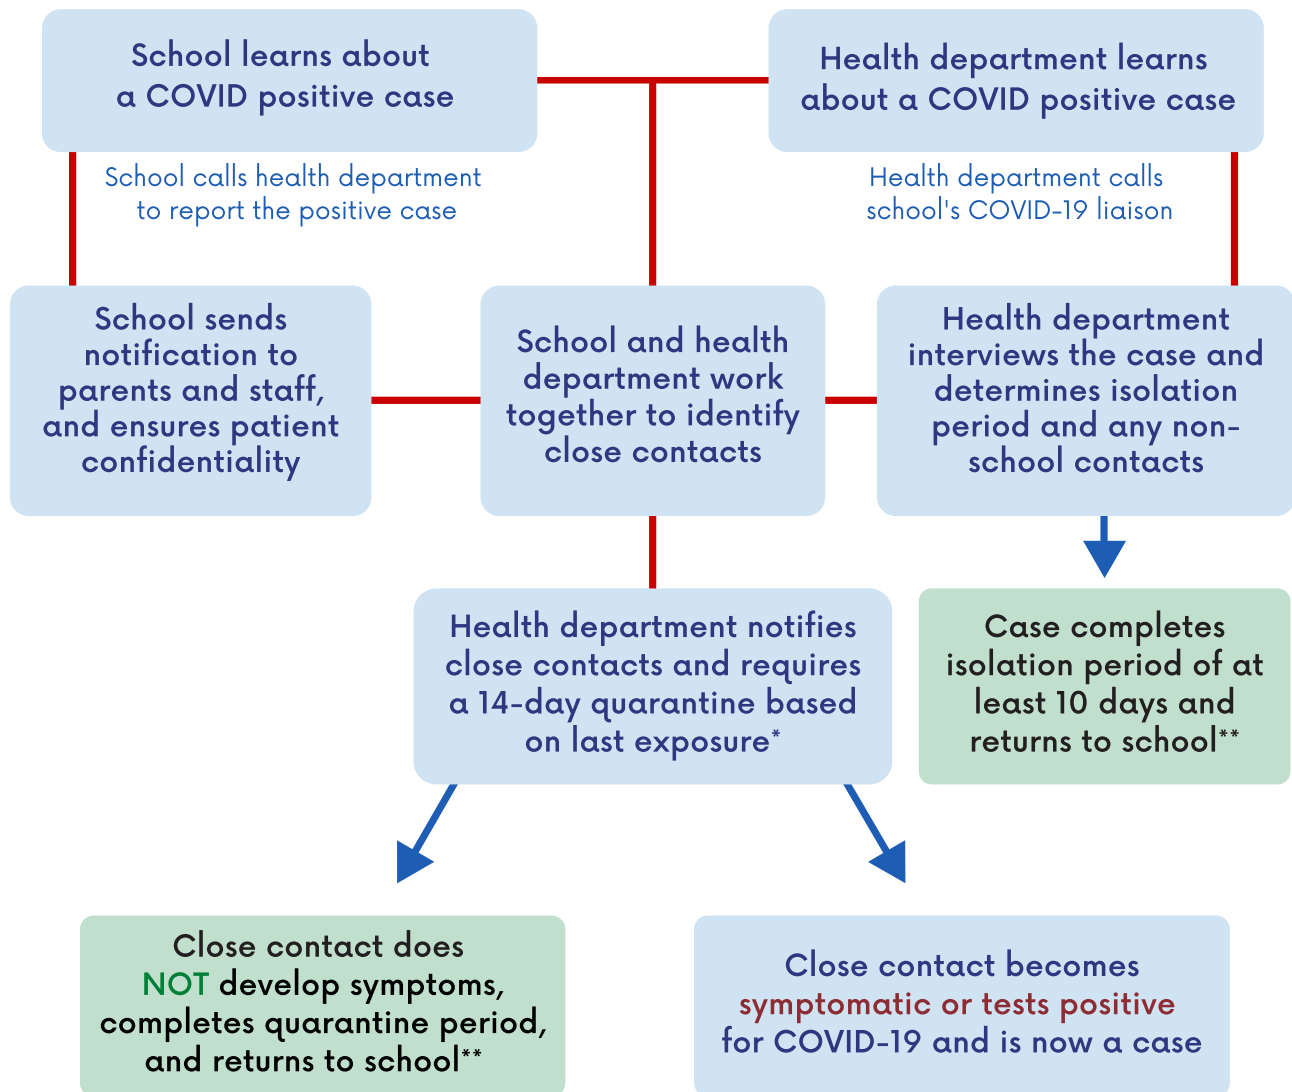 School learns about
a COVID positive case
Health department learns
about a COVID positive case
School calls health department
to report the positive case
Health department calls
school's COVID-19 liaison
School sends
notification to
parents and staff,
and ensures patient
confidentiality
School and health
department work
together to identify
close contacts
Health department
interviews the case and
determines isolation
period and any non-
school contacts
Health department notifies
close contacts and requires
a 14-day quarantine based
on last exposure*
Case completes
isolation period of at
least 10 days and
returns to school**
Close contact does
NOT develop symptoms,
completes quarantine period,
and returns to school**
Close contact becomes
symptomatic or tests positive
for COVID-19 and is now a case